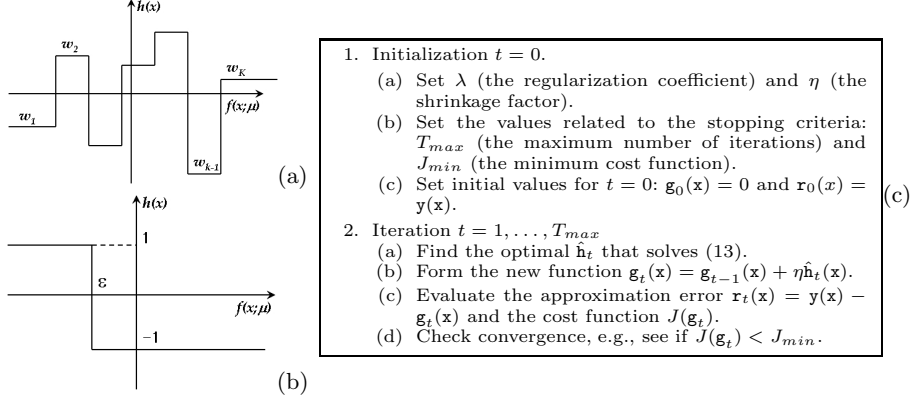 h(x)
w2
wK
f(x;μ)
w1
wk-1
(a)
h(x)
1
ε
f(x;μ)
−1
(b)
1. Initialization t = 0.
(a) Set λ (the regularization coefficient) and η (the
shrinkage factor).
(b) Set the values related to the stopping criteria:
Tmax (the maximum number of iterations) and
Jmin (the minimum cost function).
(c) Set initial values for t = 0: g0(x) = 0 and r0(x) =
y(x).
2. Iteration t = 1, . . . , Tmax
(a) Find the optimal ĥt that solves (13).
(b) Form the new function gt(x) = gt−1(x) + ηĥt(x).
(c) Evaluate the approximation error rt(x) = y(x) −
gt(x) and the cost function J(gt).
(d) Check convergence, e.g., see if J(gt) < Jmin.
(c)